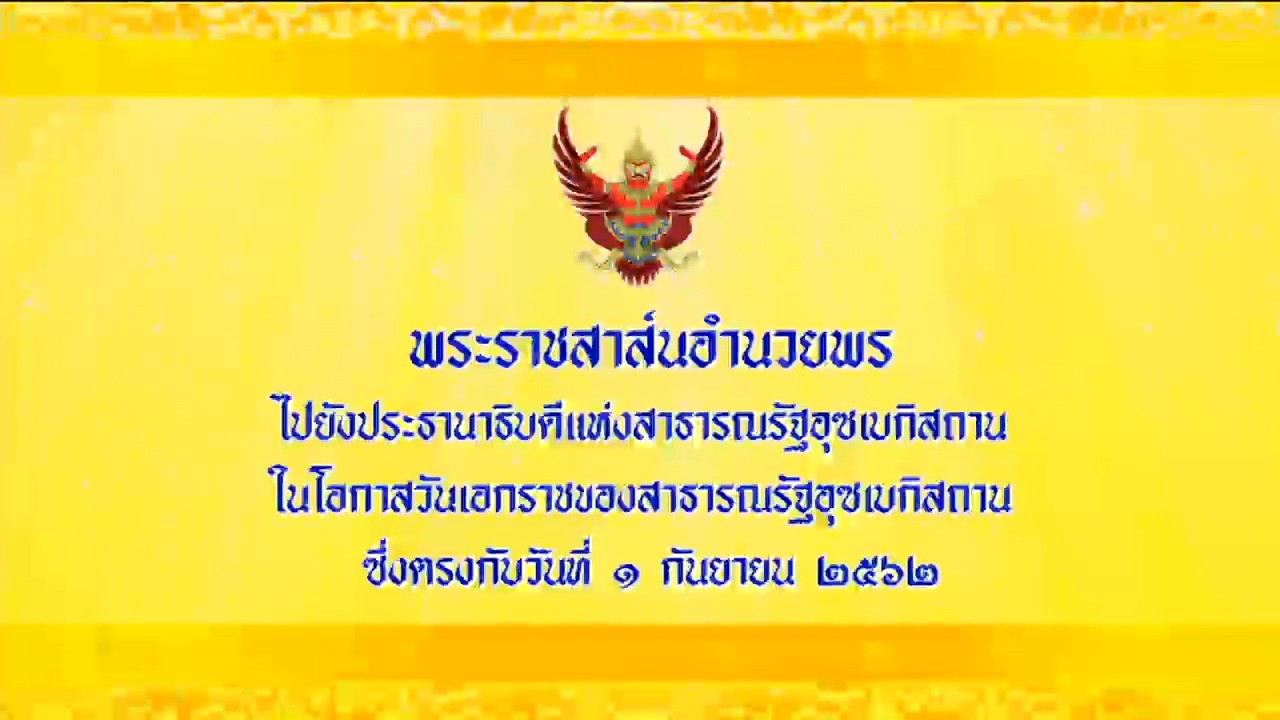 พระราชสาส์นอำนวยพร
ไปยังประธานาธิบดีแห่งสาธารณรัฐอุซเบกิสถาน
ในโอกาสวันเอกราชของสาธารณรัฐอุซเบกิสถาน
ซึ่งตรงกับวันที่ ๑ กันยายน ๒๕๖๒